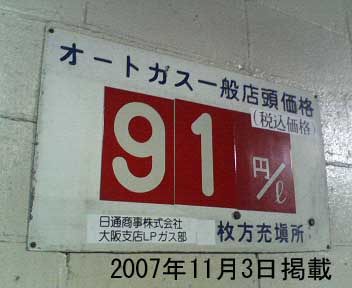 オートガス一般店頭価格
(税込価格)
91 円/ℓ
日通商事株式会社
大阪支店LPガス部
枚方充塡所
2007年11月3日掲載